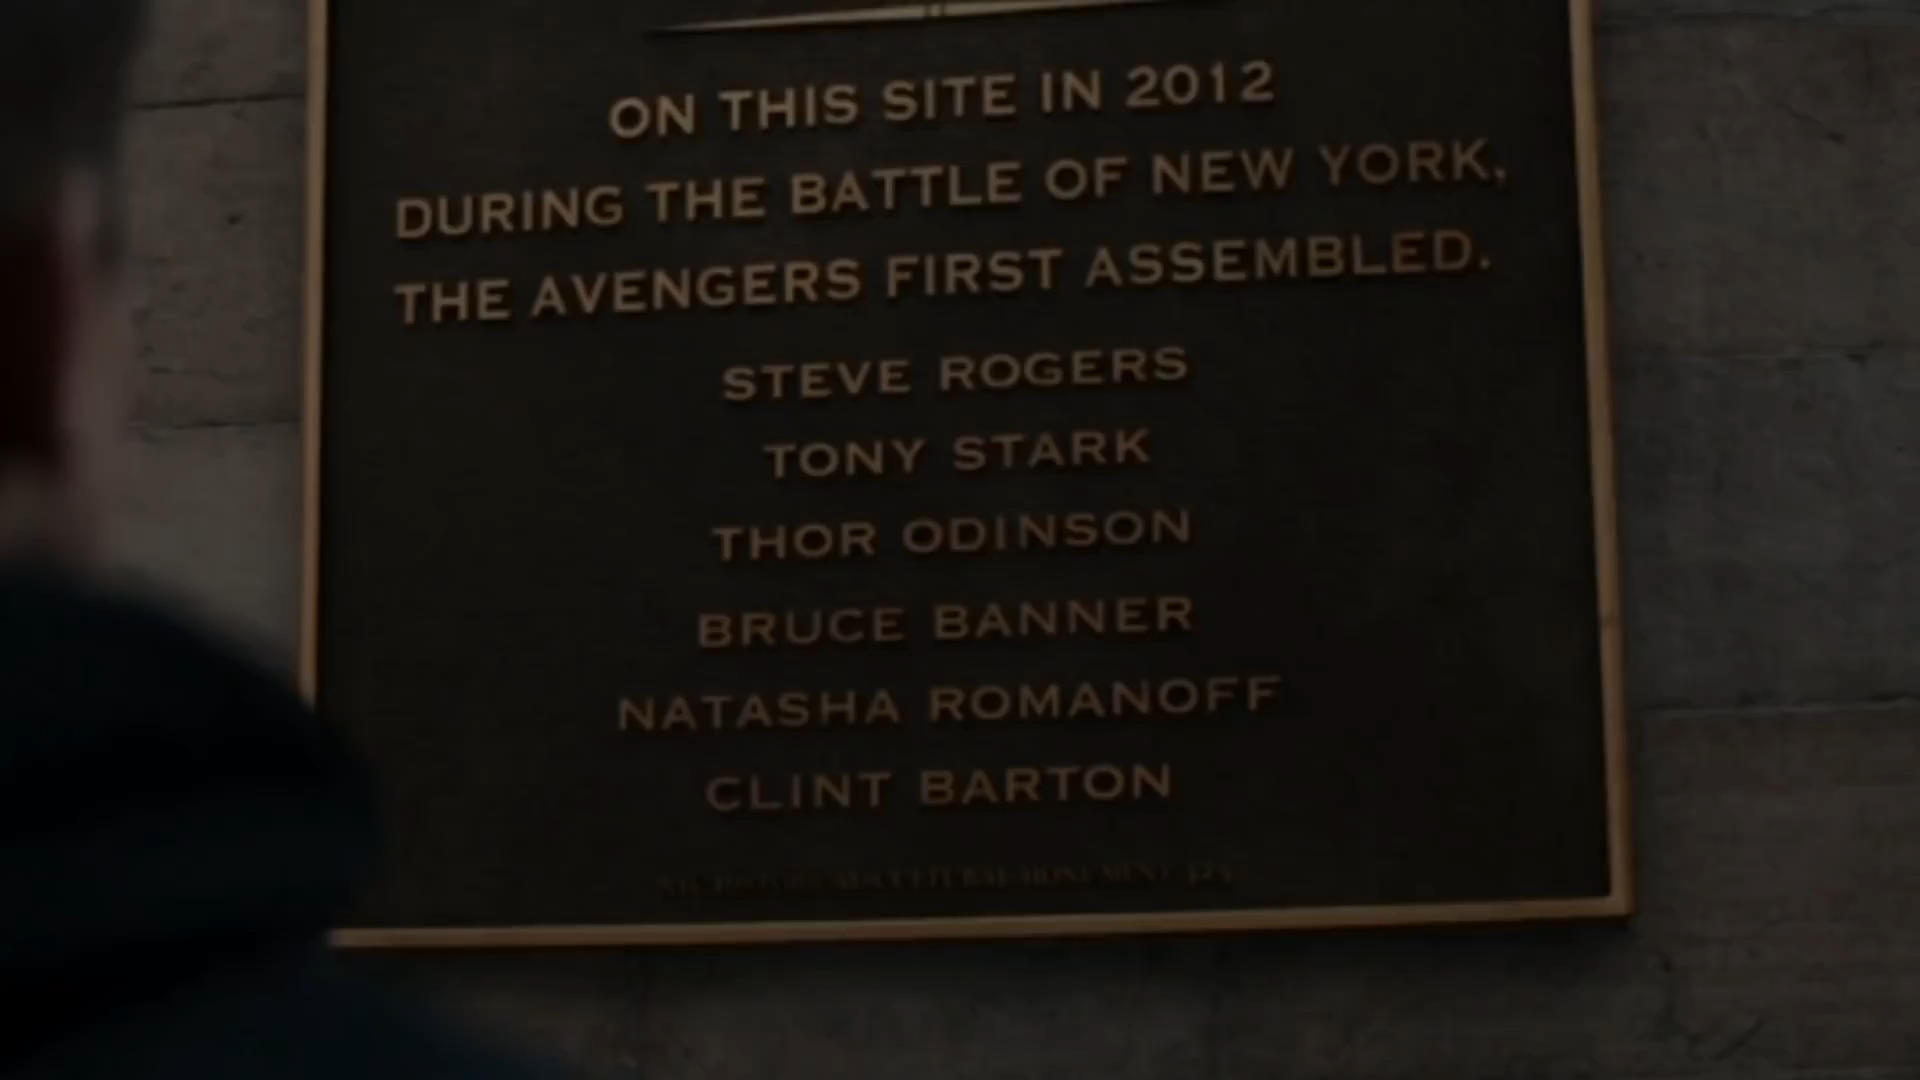 ON THIS SITE IN 2012
DURING THE BATTLE OF NEW YORK,
THE AVENGERS FIRST ASSEMBLED.
STEVE ROGERS
TONY STARK
THOR ODINSON
BRUCE BANNER
NATASHA ROMANOFF
CLINT BARTON
MONUMENT